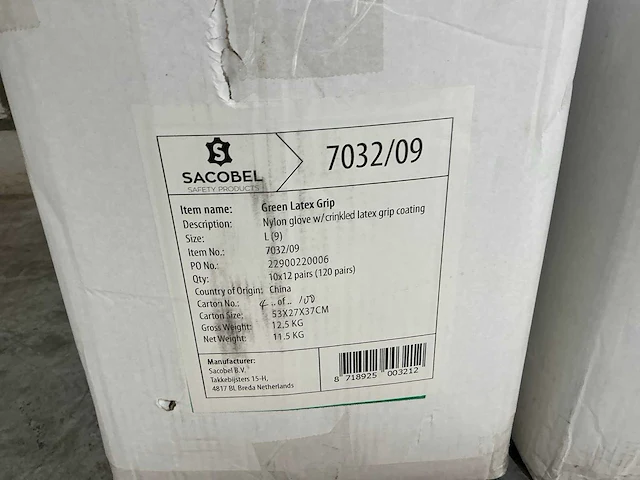 S
SACOBEL
SAFETY PRODUCTS
7032/09
Item name: Green Latex Grip
Description: Nylon glove w/crinkled latex grip coating
Size: L (9)
Item No.: 7032/09
PO No.: 22900220006
Qty: 10x12 pairs (120 pairs)
Country of Origin: China
Carton No.: 4 .. of .. 100
Carton Size: 53X27X37CM
Gross Weight: 12.5 KG
Net Weight: 11.5 KG
Manufacturer:
Sacobel B.V.
Takkebijsters 15-H,
4817 BL Breda Netherlands
8 718925 003212